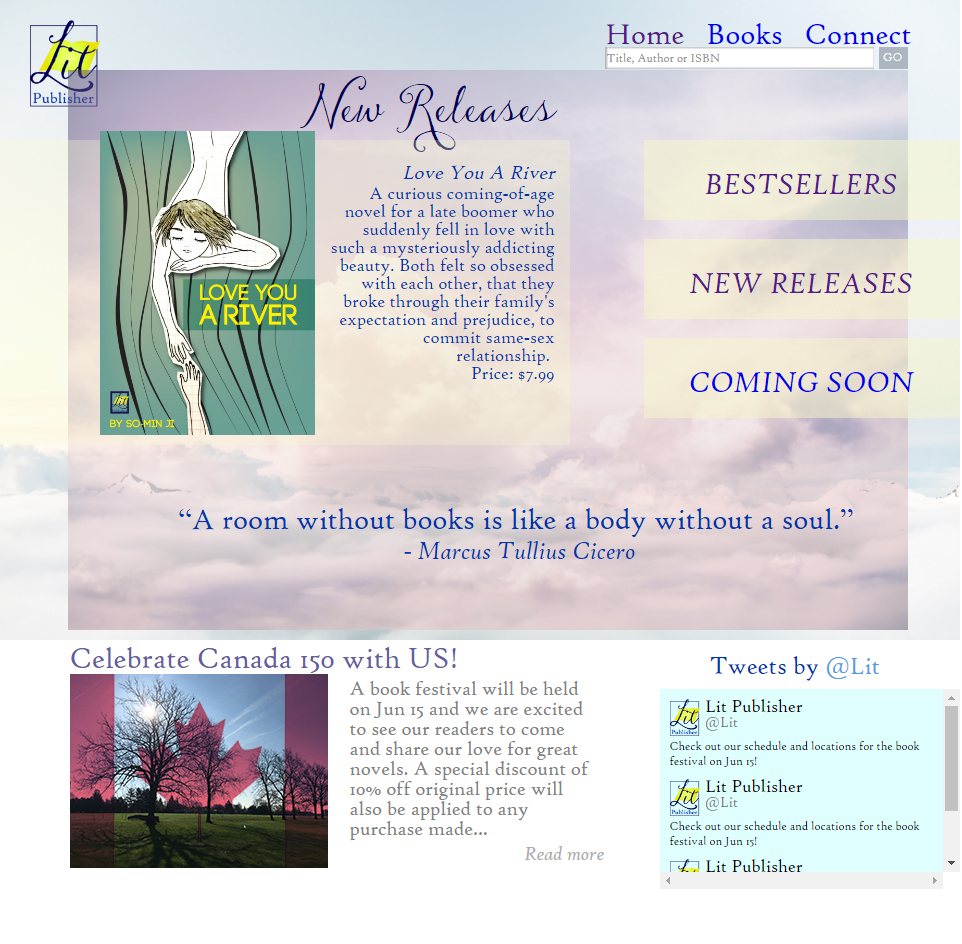 Lit
Publisher
Home Books Connect
Title, Author or ISBN GO
New Releases
LOVE YOU
A RIVER
Lit
BY SO-MIN JI
Love You A River
A curious coming-of-age
novel for a late boomer who
suddenly fell in love with
such a mysteriously addicting
beauty. Both felt so obsessed
with each other, that they
broke through their family's
expectation and prejudice, to
commit same-sex
relationship.
Price: $7.99
BESTSELLERS
NEW RELEASES
COMING SOON
“A room without books is like a body without a soul.”
- Marcus Tullius Cicero
Celebrate Canada 150 with US!
A book festival will be held
on Jun 15 and we are excited
to see our readers to come
and share our love for great
novels. A special discount of
10% off original price will
also be applied to any
purchase made...
Read more
Tweets by @Lit
Lit
Publisher
Lit Publisher
@Lit
Check out our schedule and locations for the book
festival on Jun 15!
Lit
Publisher
Lit Publisher
@Lit
Check out our schedule and locations for the book
festival on Jun 15!
Lit Publisher